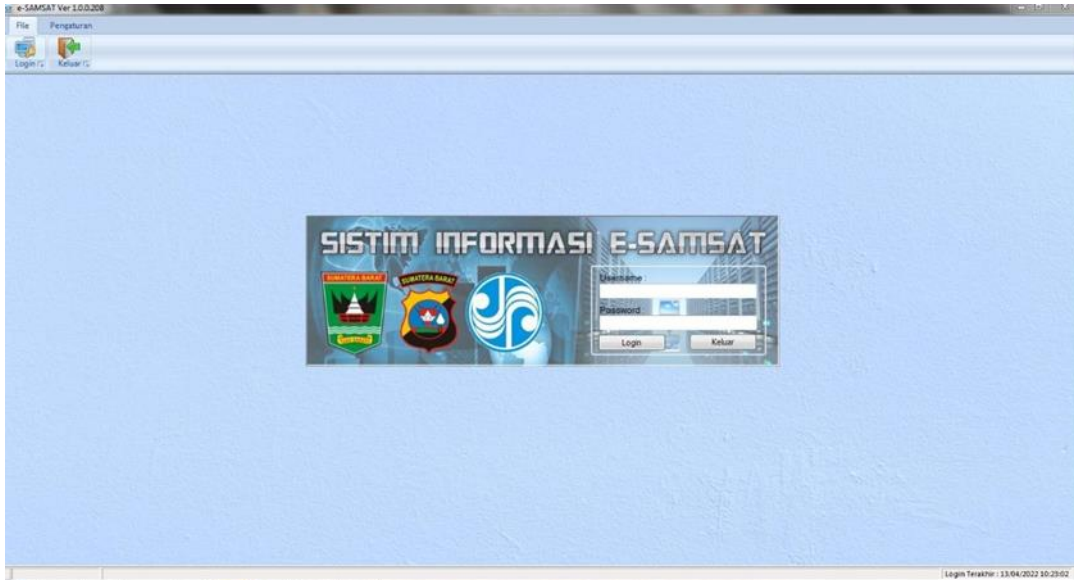 e-SAMSAT Ver 1.0.0.208
File Pengaturan
Login Keluar
SISTIM INFORMASI E-SAMSAT
SUMATERA BARAT
SUMATERA BARAT
Username :
Password
Login Keluar
Login Terakhir : 13/04/2022 10:23:02